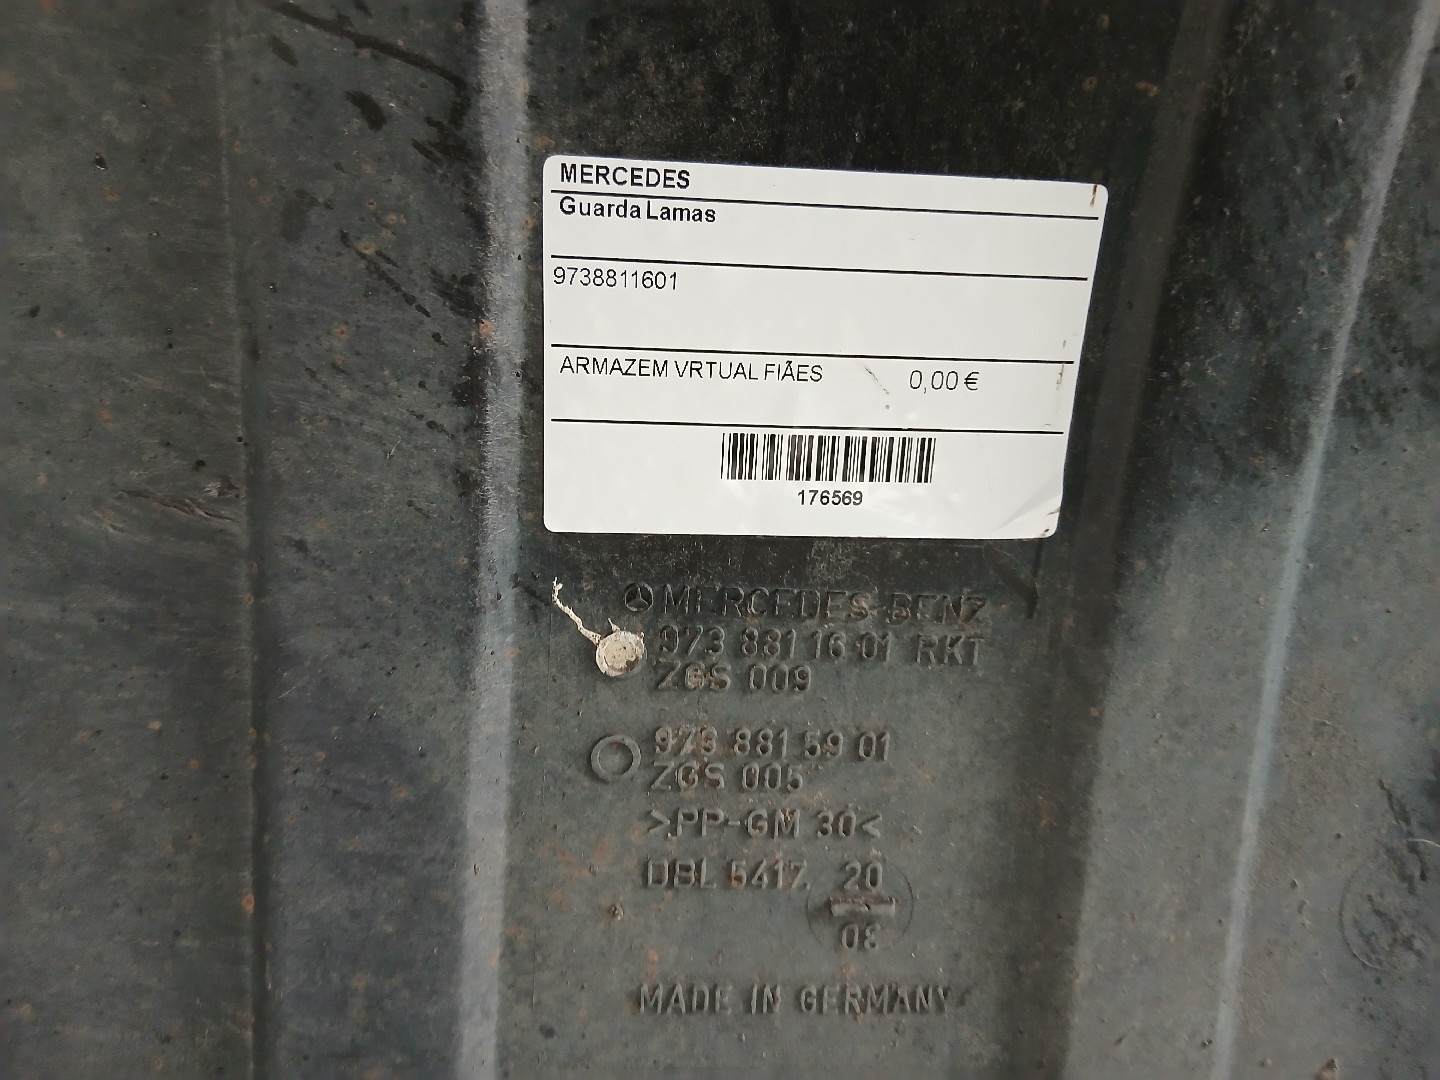 MERCEDES
Guarda Lamas
9738811601
ARMAZEM VRTUAL FIÃES 0,00 €
176569
MERCEDES-BENZ
973 881 16 01 RKT
ZGS 009
973 881 59 01
ZGS 005
>PP-GM 30<
DBL 5417. 20
08
MADE IN GERMANY